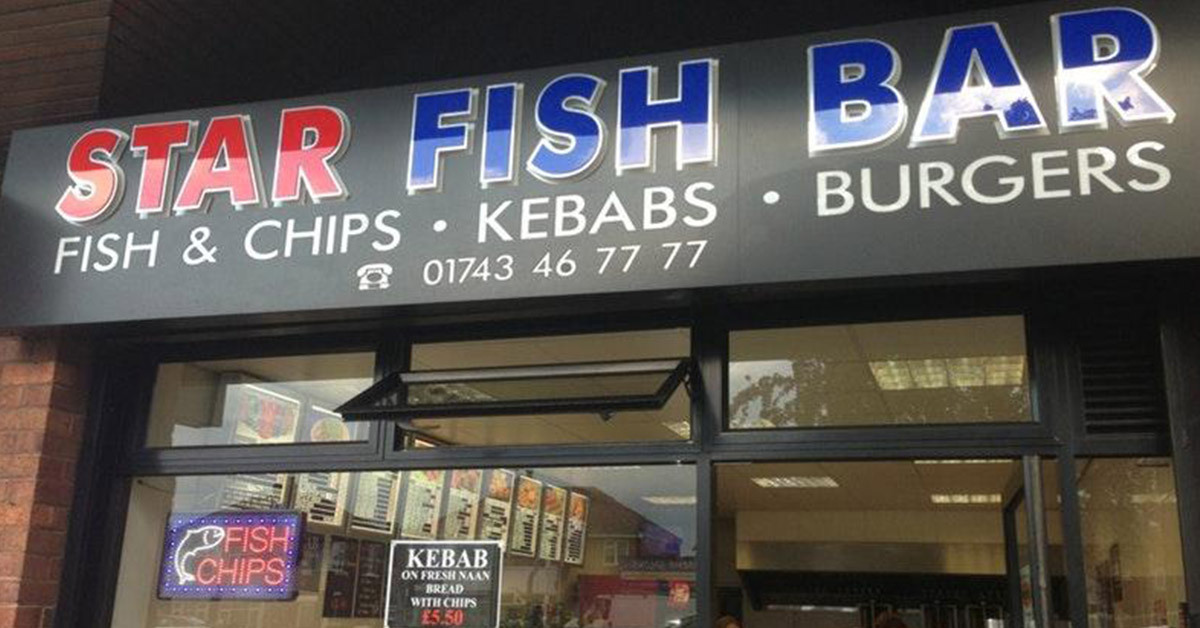 STAR FISH BAR
FISH & CHIPS · KEBABS · BURGERS
01743 46 77 77
FISH
CHIPS
KEBAB
ON FRESH NAAN
BREAD
WITH CHIPS
£5.50